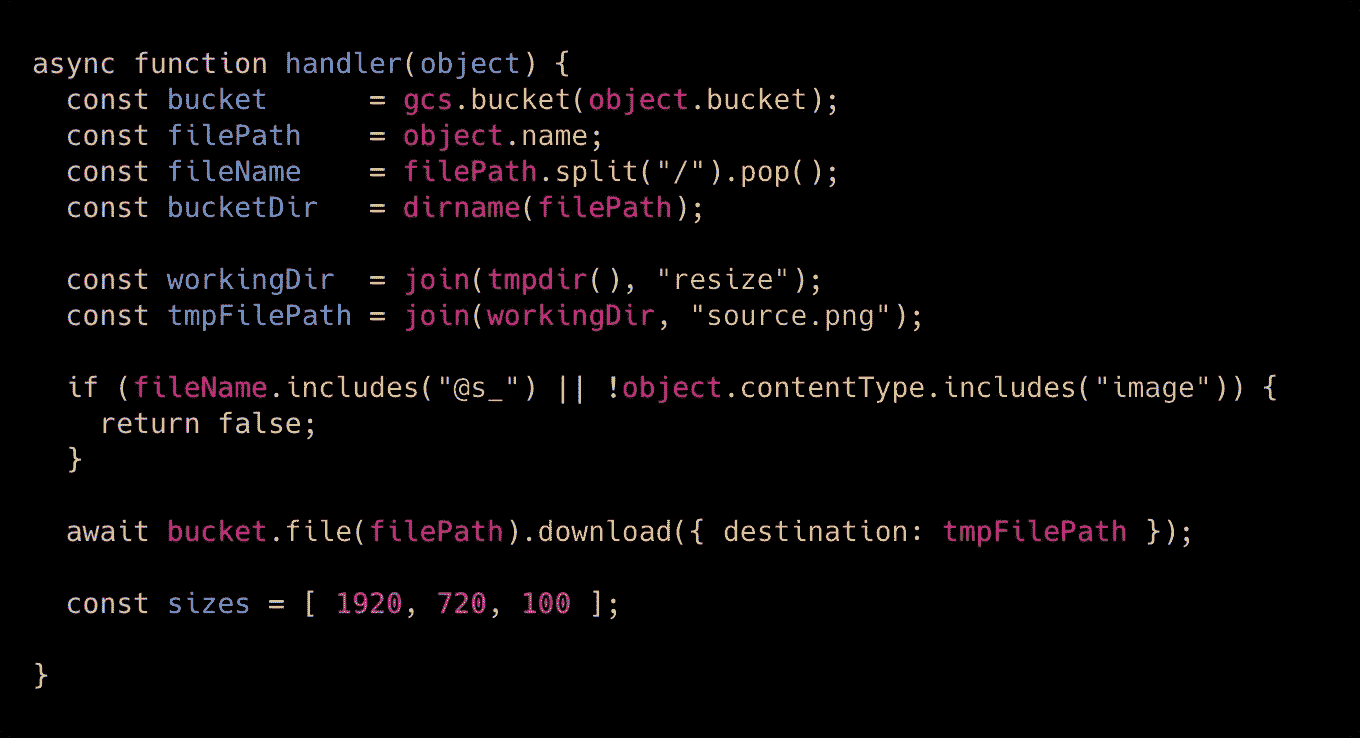 async function handler(object) {
  const bucket      = gcs.bucket(object.bucket);
  const filePath    = object.name;
  const fileName    = filePath.split("/").pop();
  const bucketDir   = dirname(filePath);

  const workingDir  = join(tmpdir(), "resize");
  const tmpFilePath = join(workingDir, "source.png");

  if (fileName.includes("@s_") || !object.contentType.includes("image")) {
    return false;
  }

  await bucket.file(filePath).download({ destination: tmpFilePath });

  const sizes = [ 1920, 720, 100 ];

}